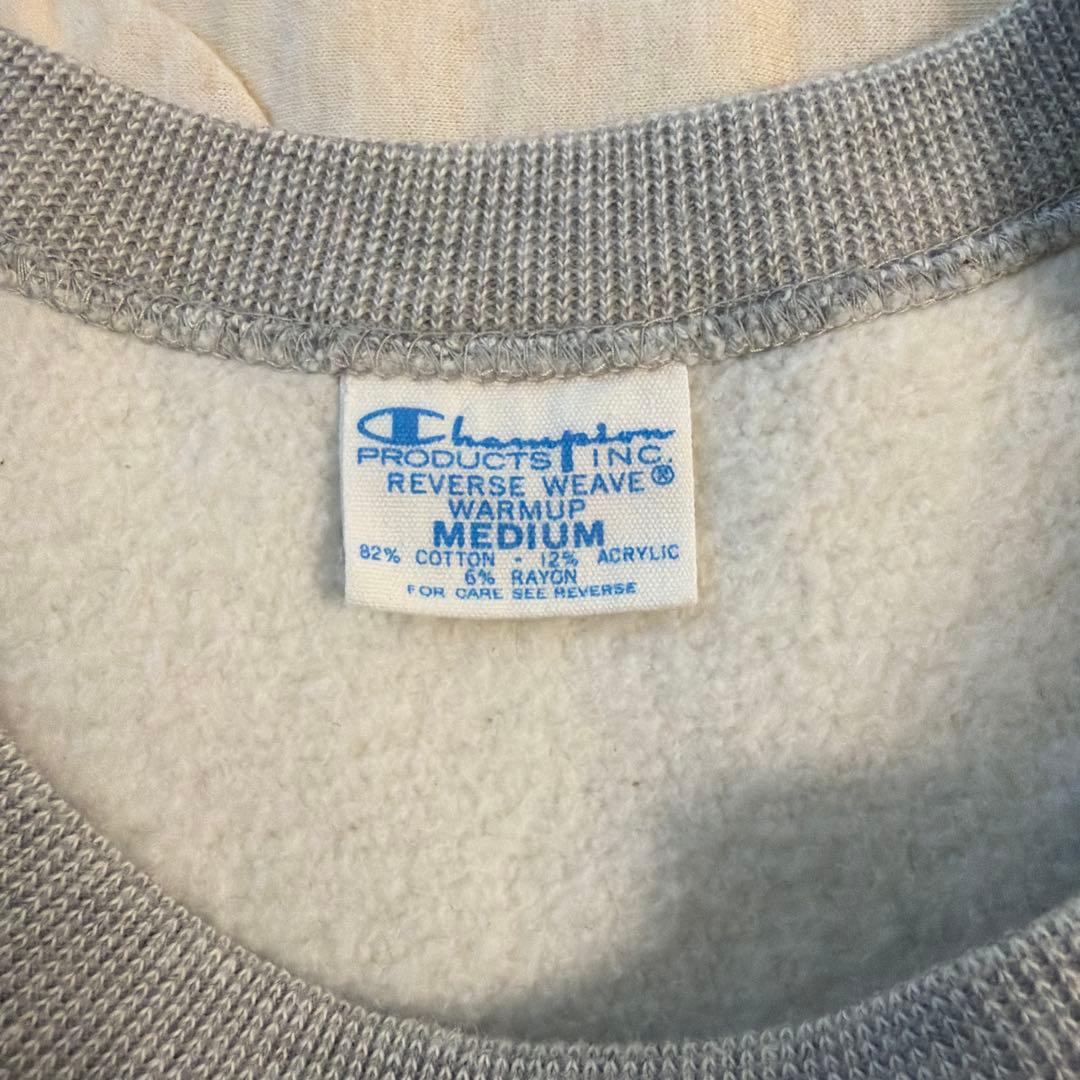 Champion
PRODUCTS INC.
REVERSE WEAVE®
WARMUP
MEDIUM
82% COTTON - 12% ACRYLIC
6% RAYON
FOR CARE SEE REVERSE